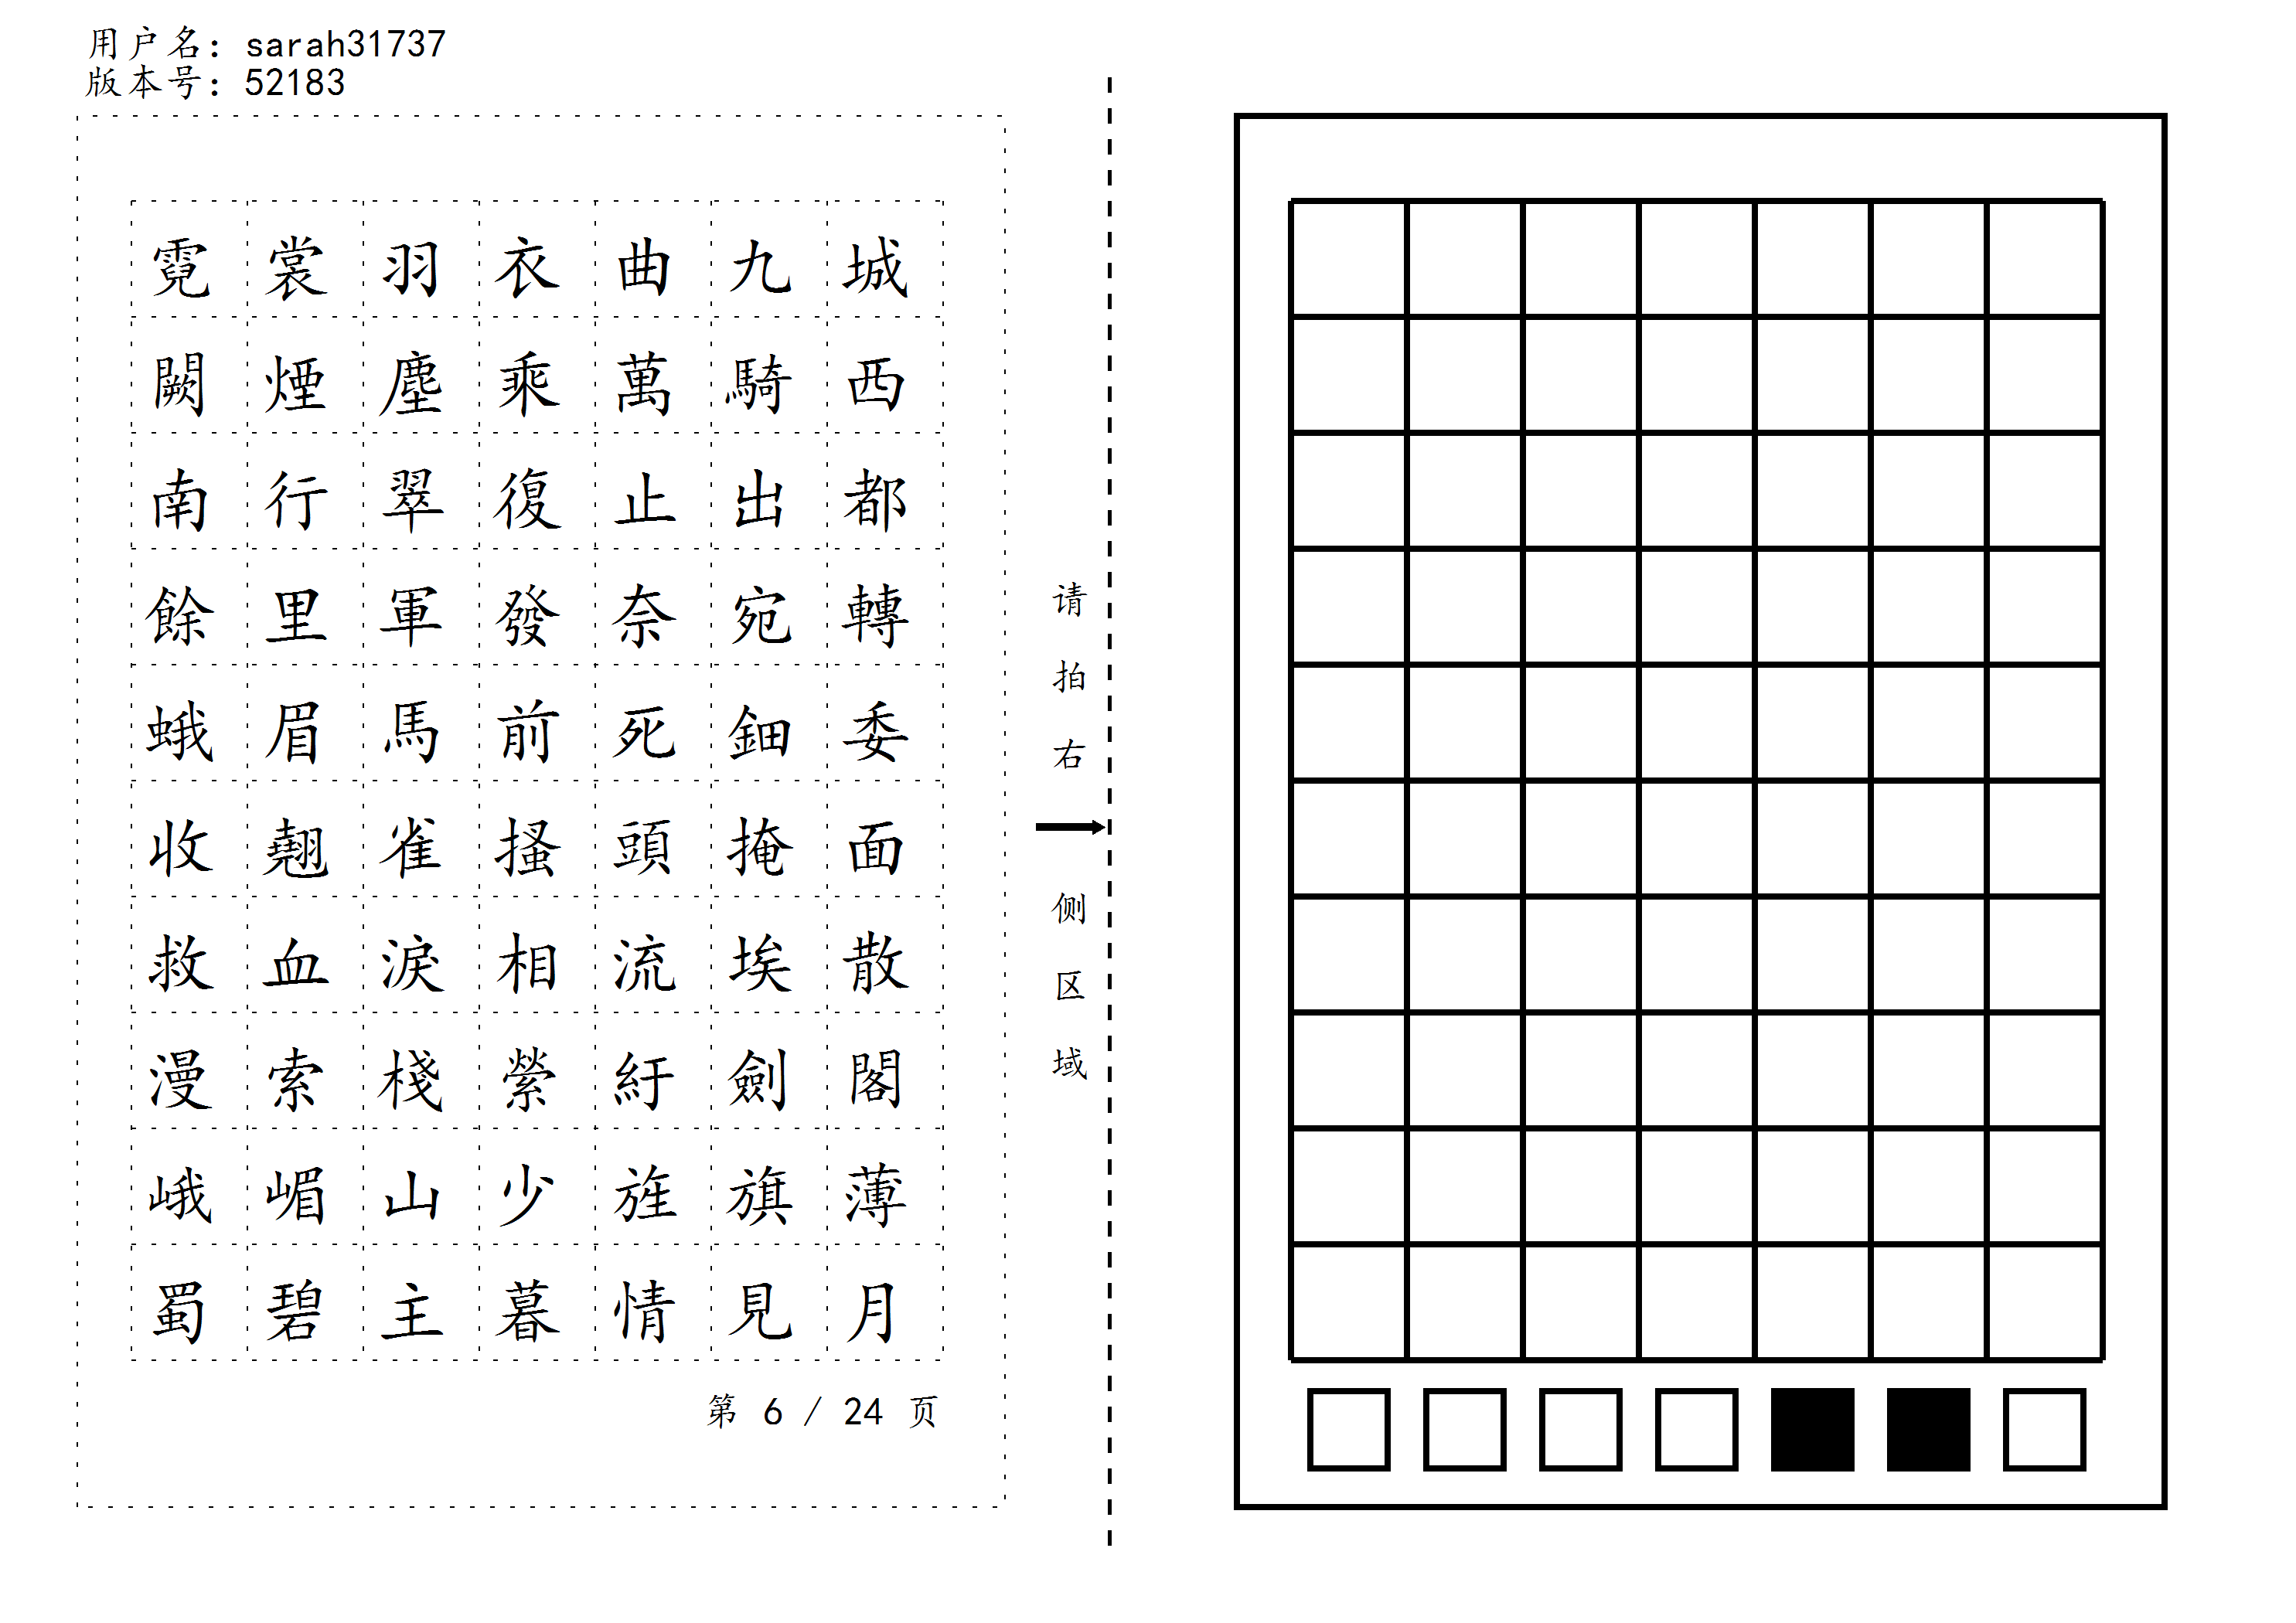 用户名: sarah31737
版本号: 52183
霓裳羽衣曲九城
闕煙塵乘萬騎西
南行翠復止出都
餘里軍發奈宛轉
蛾眉馬前死鈿委
收翹雀搔頭掩面
救血淚相流埃散
漫索棧縈紆劍閣
峨嵋山少旌旗薄
蜀碧主暮情見月
第 6 / 24 页
请拍右侧区域